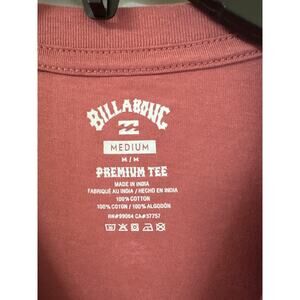 BILLABONG
MEDIUM
M / M
PREMIUM TEE
MADE IN INDIA
FABRIQUÉ AU INDIA / HECHO EN INDIA
100% COTTON
100% COTON / 100% ALGODÓN
RN#99064 CA#37757